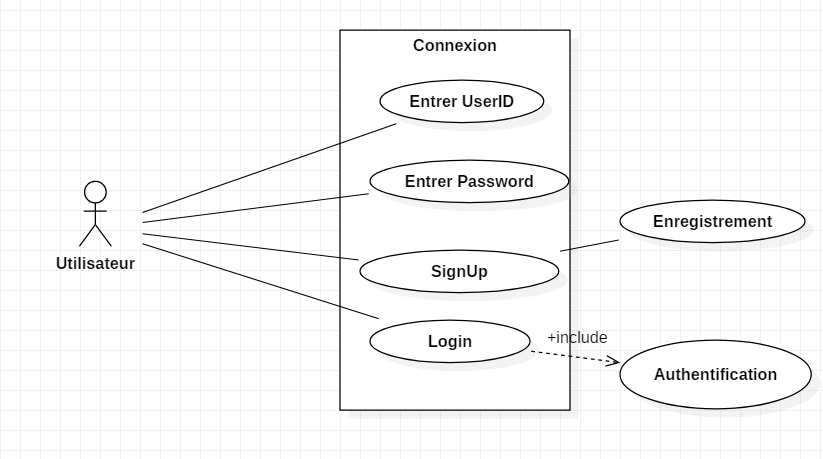 Connexion
Entrer UserID
Entrer Password
Enregistrement
Utilisateur
SignUp
+include
Login
Authentification